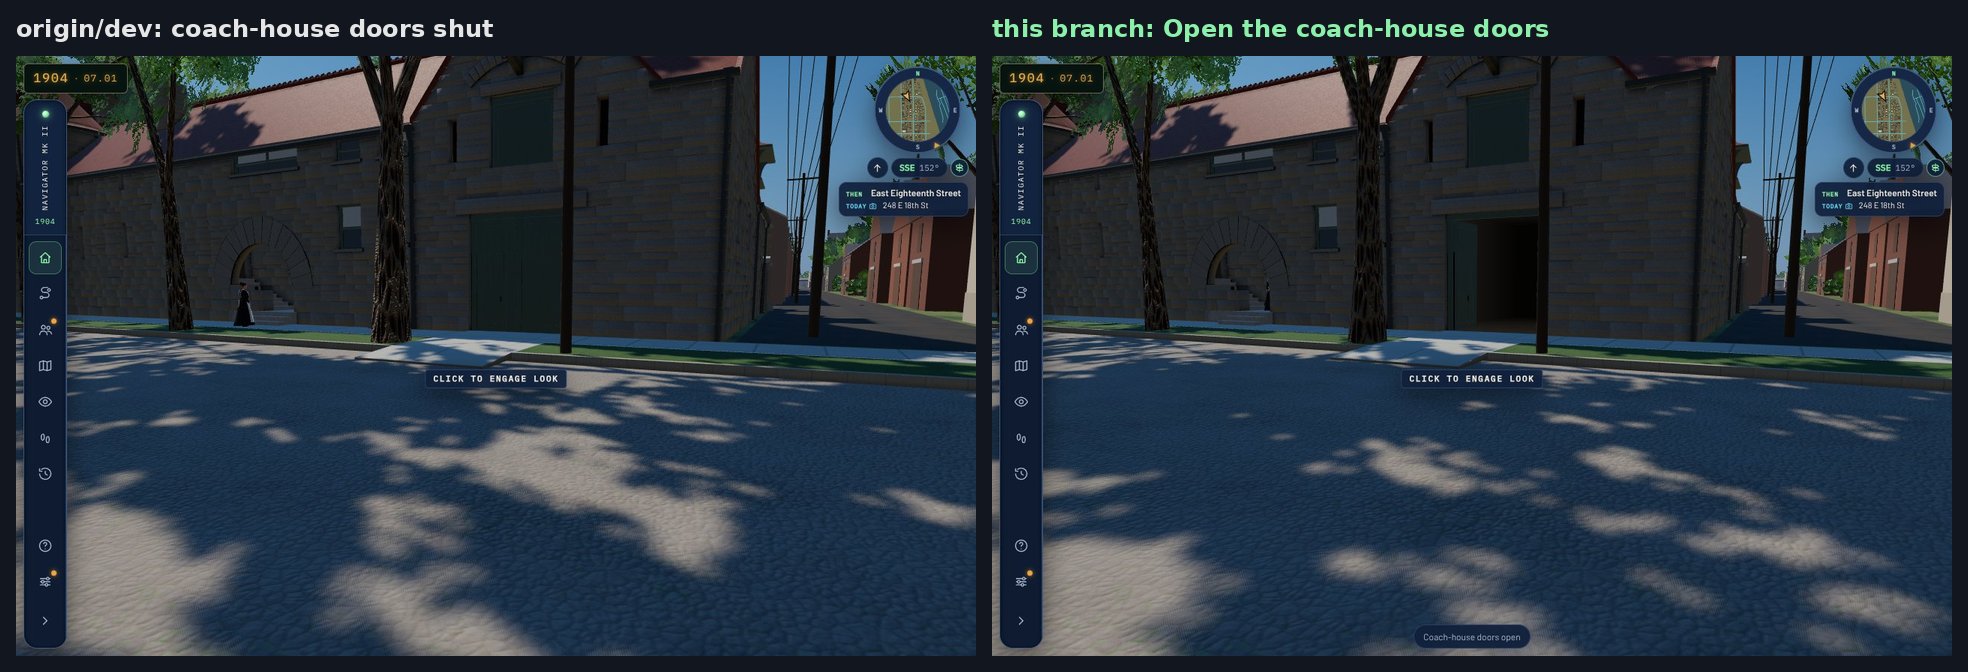 origin/dev: coach-house doors shut
1904 · 07.01
NAVIGATOR MK II
1904
N
W
E
S
SSE 152°
THEN East Eighteenth Street
TODAY 248 E 18th St
CLICK TO ENGAGE LOOK
this branch: Open the coach-house doors
1904 · 07.01
NAVIGATOR MK II
1904
N
W
E
S
SSE 152°
THEN East Eighteenth Street
TODAY 248 E 18th St
CLICK TO ENGAGE LOOK
Coach-house doors open